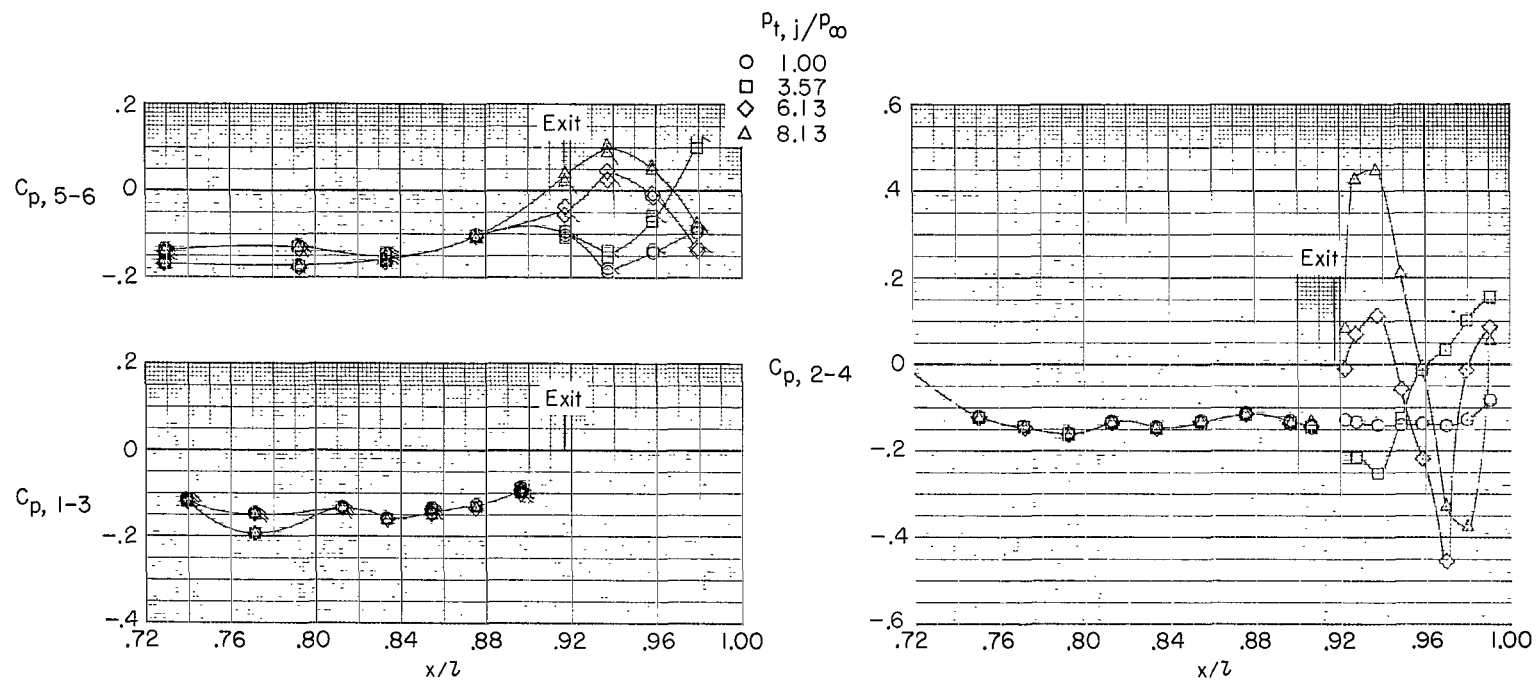 p_t, j/p_∞
○ 1.00
□ 3.57
◇ 6.13
△ 8.13
.2
0
-.2
C_p, 5-6
Exit
.2
0
-.2
-.4
C_p, 1-3
Exit
.72 .76 .80 .84 .88 .92 .96 1.00
x/l
.6
.4
.2
0
-.2
-.4
-.6
C_p, 2-4
Exit
.72 .76 .80 .84 .88 .92 .96 1.00
x/l